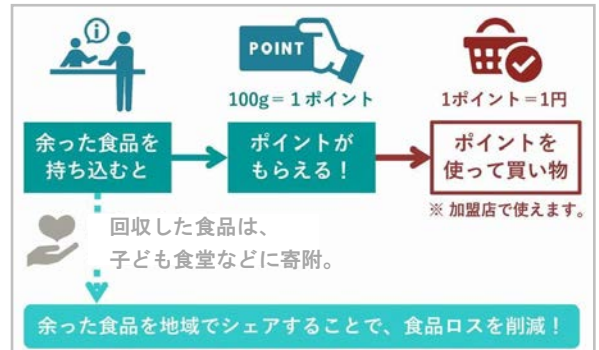 POINT
100g=1ポイント
1ポイント=1円
余った食品を
持ち込むと
ポイントが
もらえる！
ポイントを
使って買い物
※ 加盟店で使えます。
回収した食品は、
子ども食堂などに寄附。
余った食品を地域でシェアすることで、食品ロスを削減！